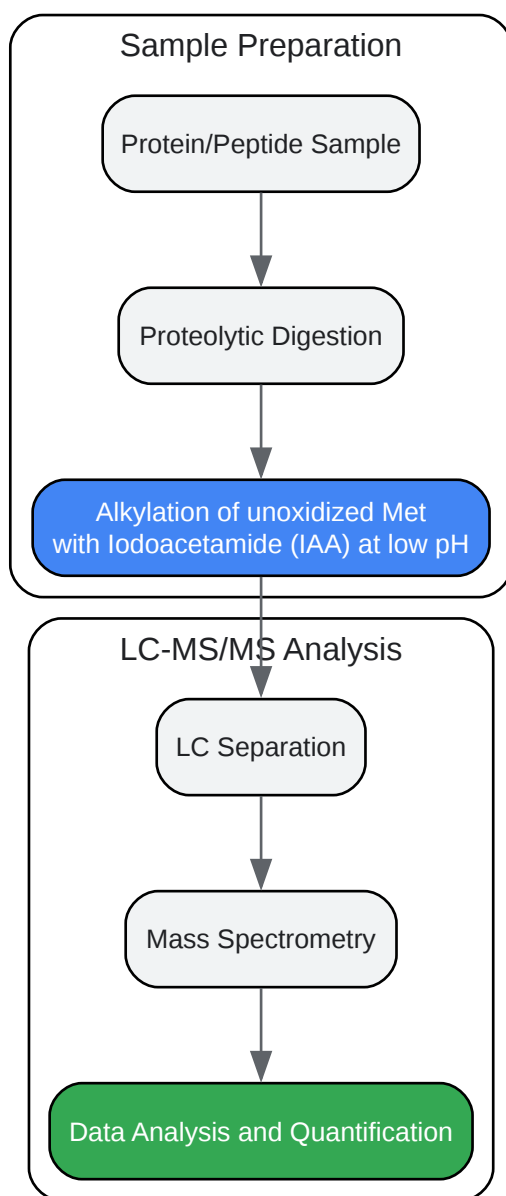 Sample Preparation
Protein/Peptide Sample
Proteolytic Digestion
Alkylation of unoxidized Met
with Iodoacetamide (IAA) at low pH
LC-MS/MS Analysis
LC Separation
Mass Spectrometry
Data Analysis and Quantification